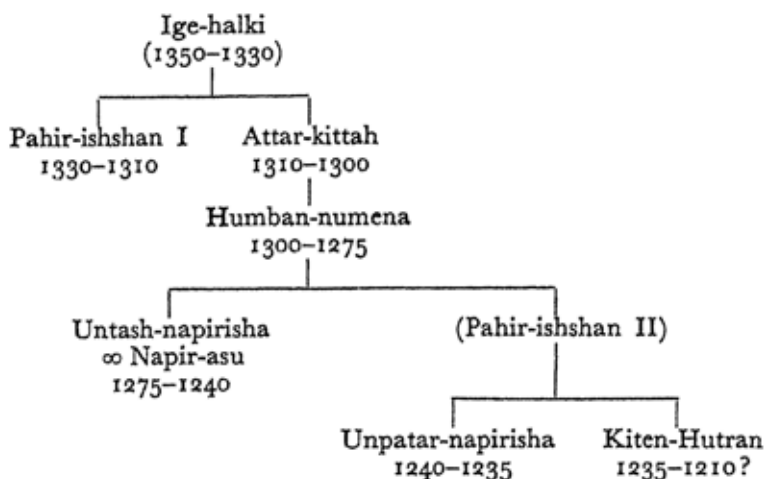 Ige-halki
(1350–1330)
Pahir-ishshan I
1330–1310
Attar-kittah
1310–1300
Humban-numena
1300–1275
Untash-napirisha
∞ Napir-asu
1275–1240
(Pahir-ishshan II)
Unpatar-napirisha
1240–1235
Kiten-Hutran
1235–1210?